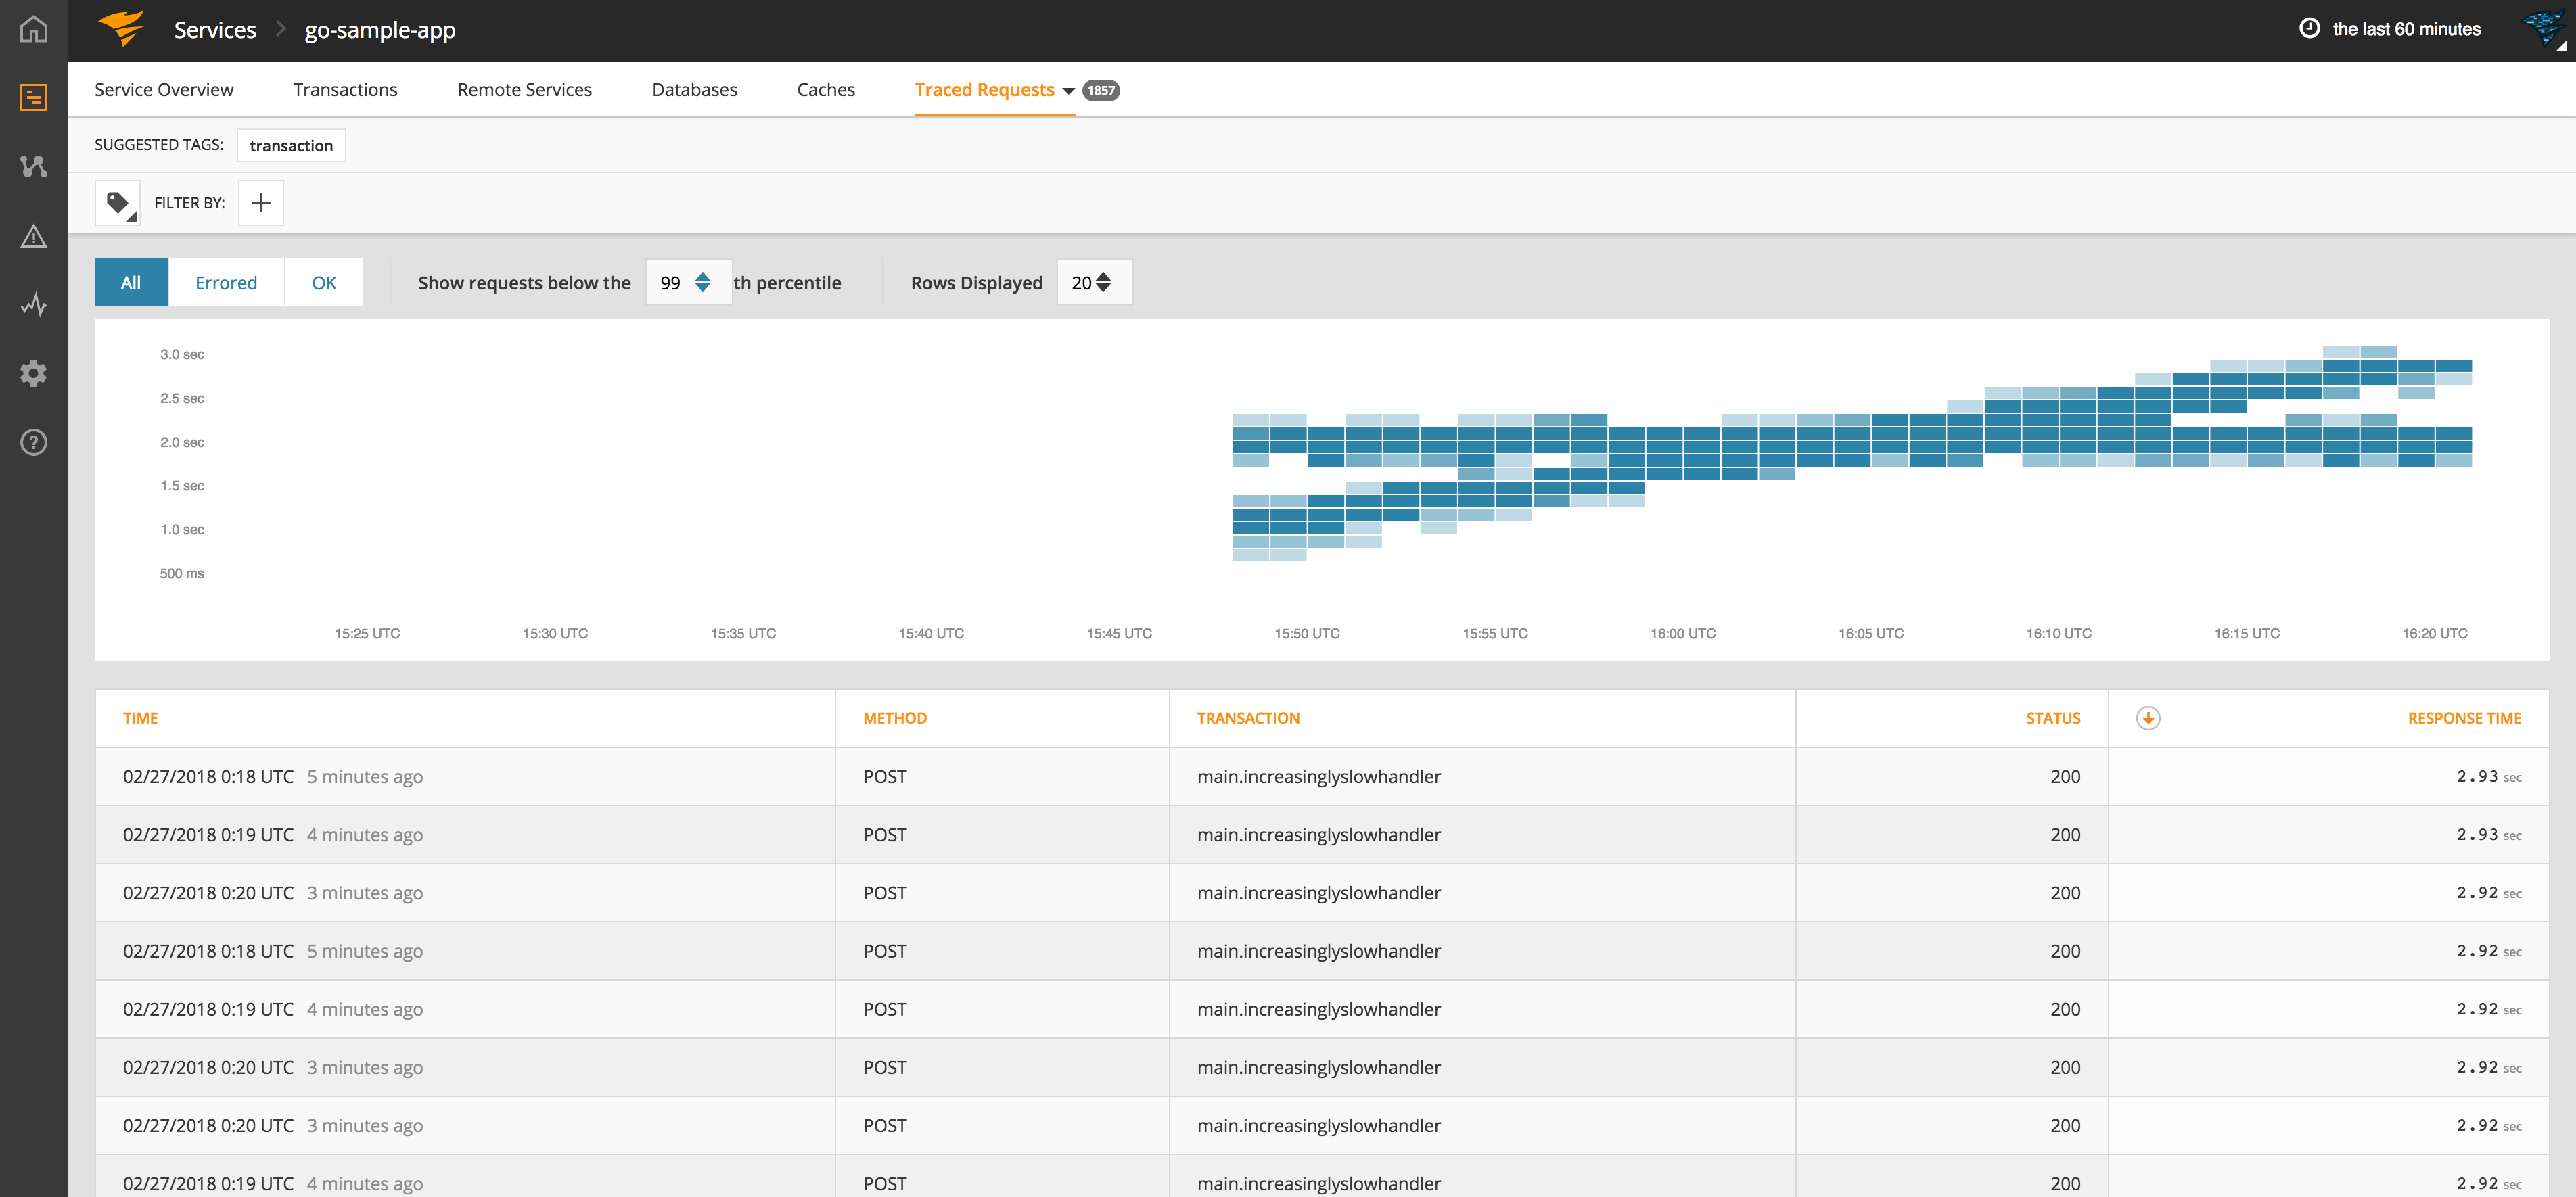 Services > go-sample-app
the last 60 minutes
Service Overview Transactions Remote Services Databases Caches Traced Requests 1857
SUGGESTED TAGS: transaction
FILTER BY: +
All Errored OK Show requests below the 99 th percentile Rows Displayed 20
3.0 sec
2.5 sec
2.0 sec
1.5 sec
1.0 sec
500 ms
15:25 UTC 15:30 UTC 15:35 UTC 15:40 UTC 15:45 UTC 15:50 UTC 15:55 UTC 16:00 UTC 16:05 UTC 16:10 UTC 16:15 UTC 16:20 UTC
TIME METHOD TRANSACTION STATUS RESPONSE TIME
02/27/2018 0:18 UTC 5 minutes ago POST main.increasinglyslowhandler 200 2.93 sec
02/27/2018 0:19 UTC 4 minutes ago POST main.increasinglyslowhandler 200 2.93 sec
02/27/2018 0:20 UTC 3 minutes ago POST main.increasinglyslowhandler 200 2.92 sec
02/27/2018 0:18 UTC 5 minutes ago POST main.increasinglyslowhandler 200 2.92 sec
02/27/2018 0:19 UTC 4 minutes ago POST main.increasinglyslowhandler 200 2.92 sec
02/27/2018 0:20 UTC 3 minutes ago POST main.increasinglyslowhandler 200 2.92 sec
02/27/2018 0:20 UTC 3 minutes ago POST main.increasinglyslowhandler 200 2.92 sec
02/27/2018 0:19 UTC 4 minutes ago POST main.increasinglyslowhandler 200 2.92 sec